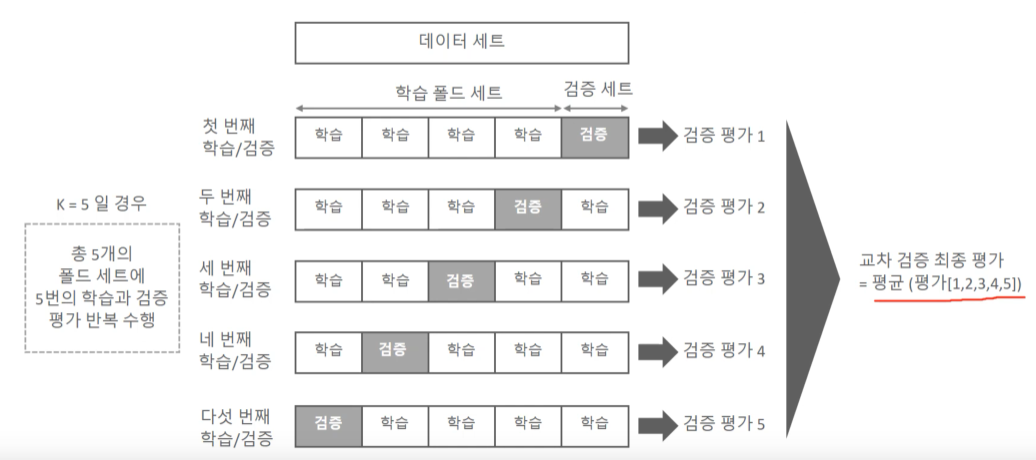 데이터 세트
학습 폴드 세트
검증 세트
첫 번째
학습/검증
학습 학습 학습 학습 검증
검증 평가 1
두 번째
학습/검증
학습 학습 학습 검증 학습
검증 평가 2
K = 5 일 경우
총 5개의
폴드 세트에
5번의 학습과 검증
평가 반복 수행
세 번째
학습/검증
학습 학습 검증 학습 학습
검증 평가 3
네 번째
학습/검증
학습 검증 학습 학습 학습
검증 평가 4
다섯 번째
학습/검증
검증 학습 학습 학습 학습
검증 평가 5
교차 검증 최종 평가
= 평균 (평가[1,2,3,4,5])